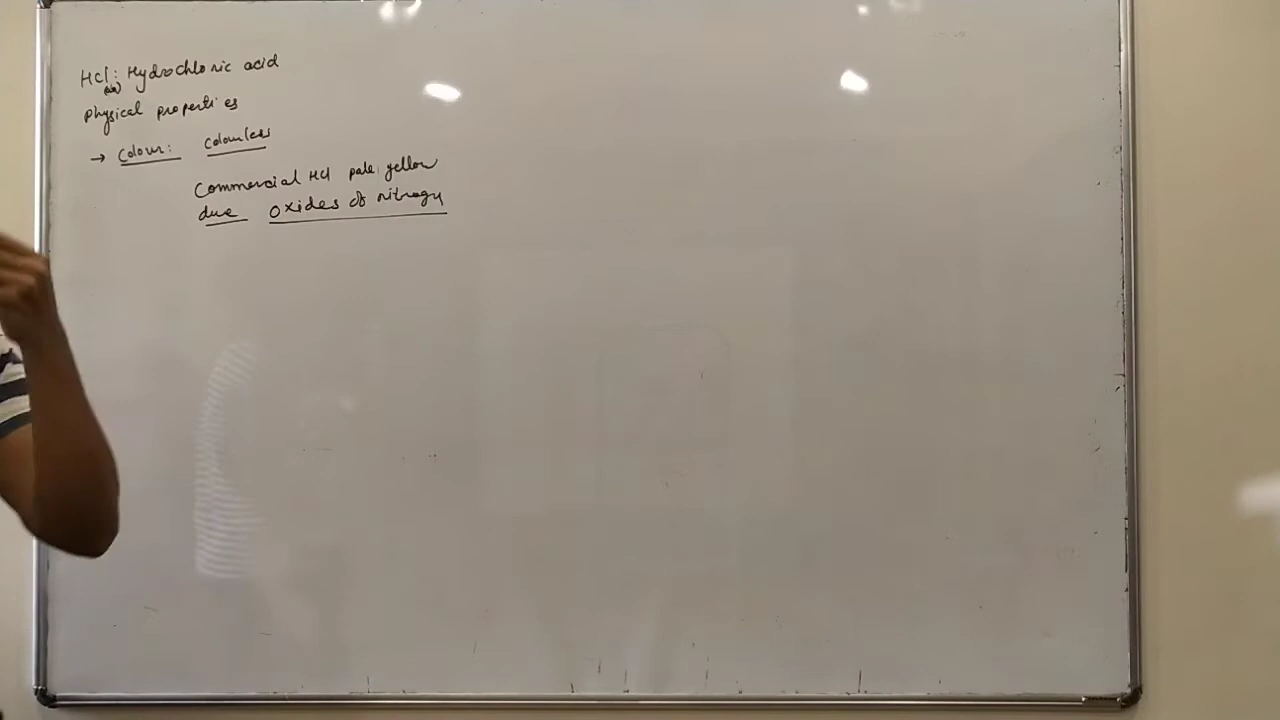 HCl: Hydrochloric acid
physical properties
→ Colour: colourless
Commercial HCl pale yellow
due oxides of nitrogen